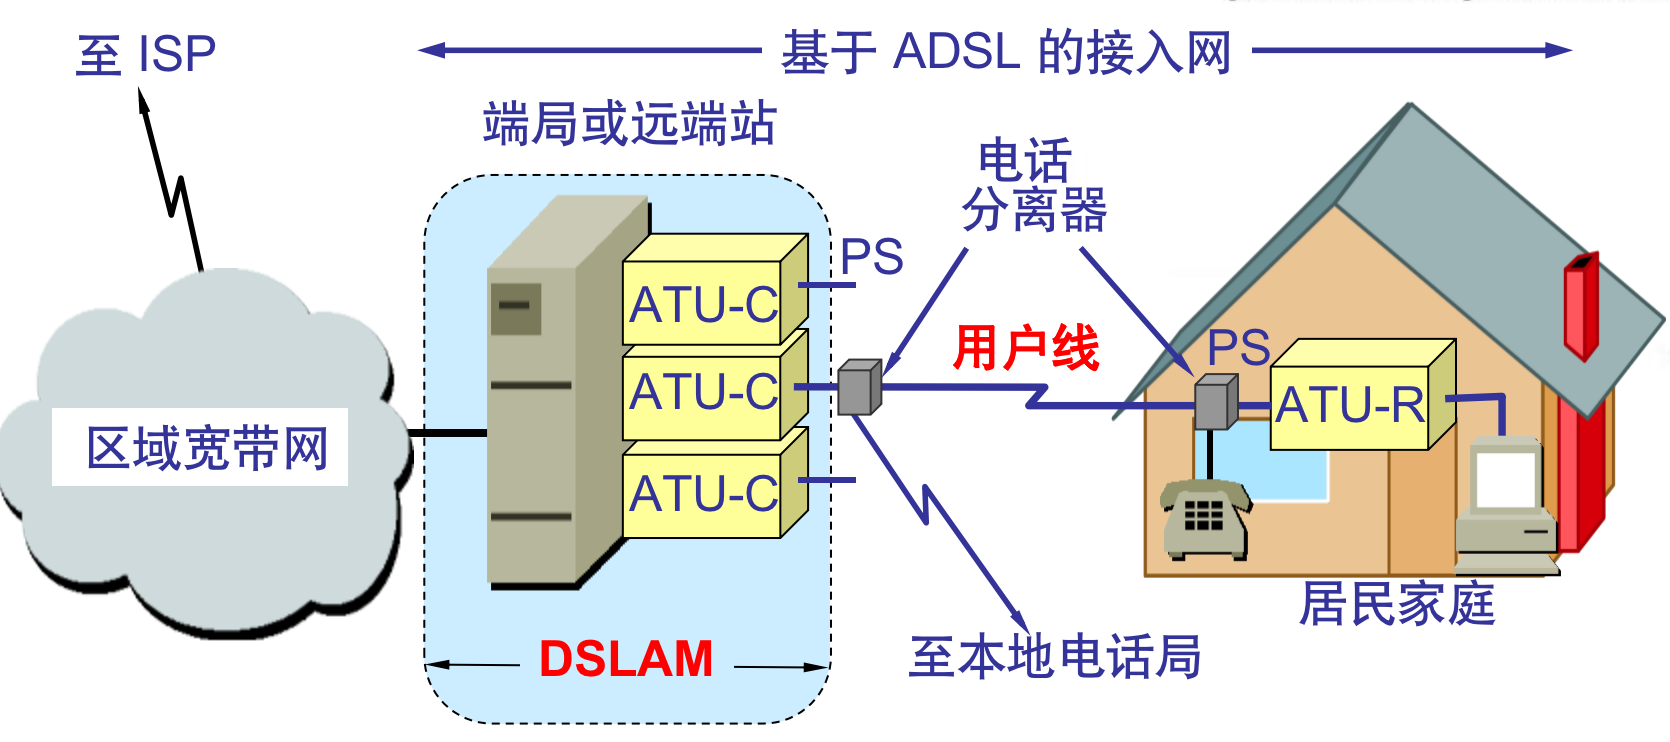 至 ISP
基于 ADSL 的接入网
端局或远端站
电话
分离器
PS
ATU-C
用户线
PS
ATU-C
ATU-R
区域宽带网
ATU-C
居民家庭
DSLAM
至本地电话局